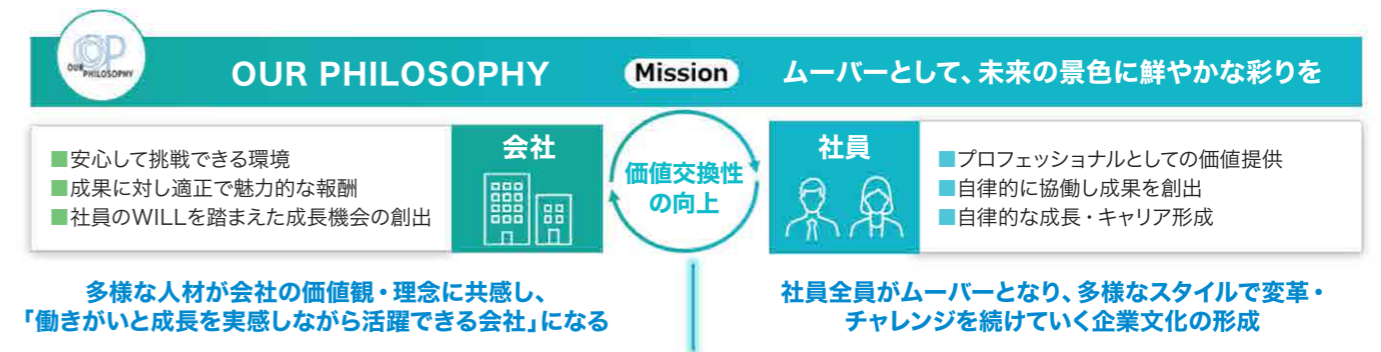 OP
OUR PHILOSOPHY
OUR PHILOSOPHY
Mission
ムーバーとして、未来の景色に鮮やかな彩りを
■安心して挑戦できる環境
■成果に対し適正で魅力的な報酬
■社員のWILLを踏まえた成長機会の創出
会社
価値交換性
の向上
社員
■プロフェッショナルとしての価値提供
■自律的に協働し成果を創出
■自律的な成長・キャリア形成
多様な人材が会社の価値観・理念に共感し、
「働きがいと成長を実感しながら活躍できる会社」になる
社員全員がムーバーとなり、多様なスタイルで変革・
チャレンジを続けていく企業文化の形成